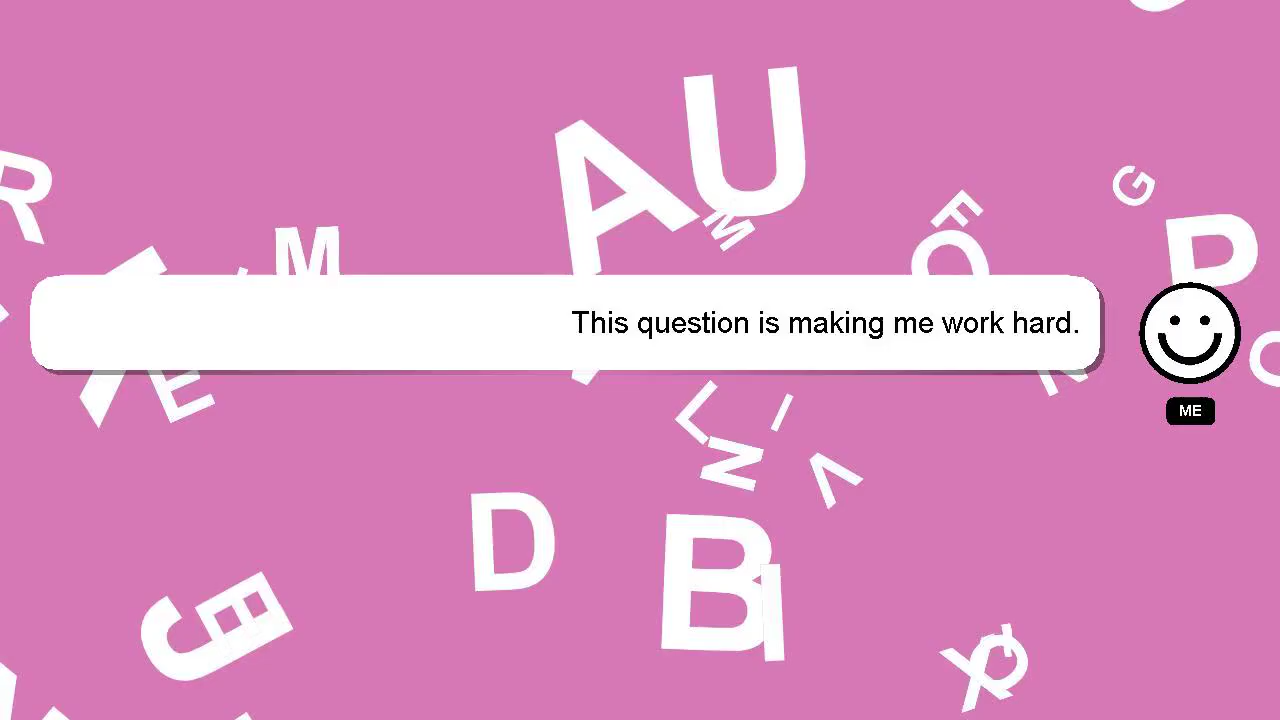 This question is making me work hard.
ME
A
U
M
R
M
F
O
G
P
E
N
L
I
N
V
D
B
I
E
X